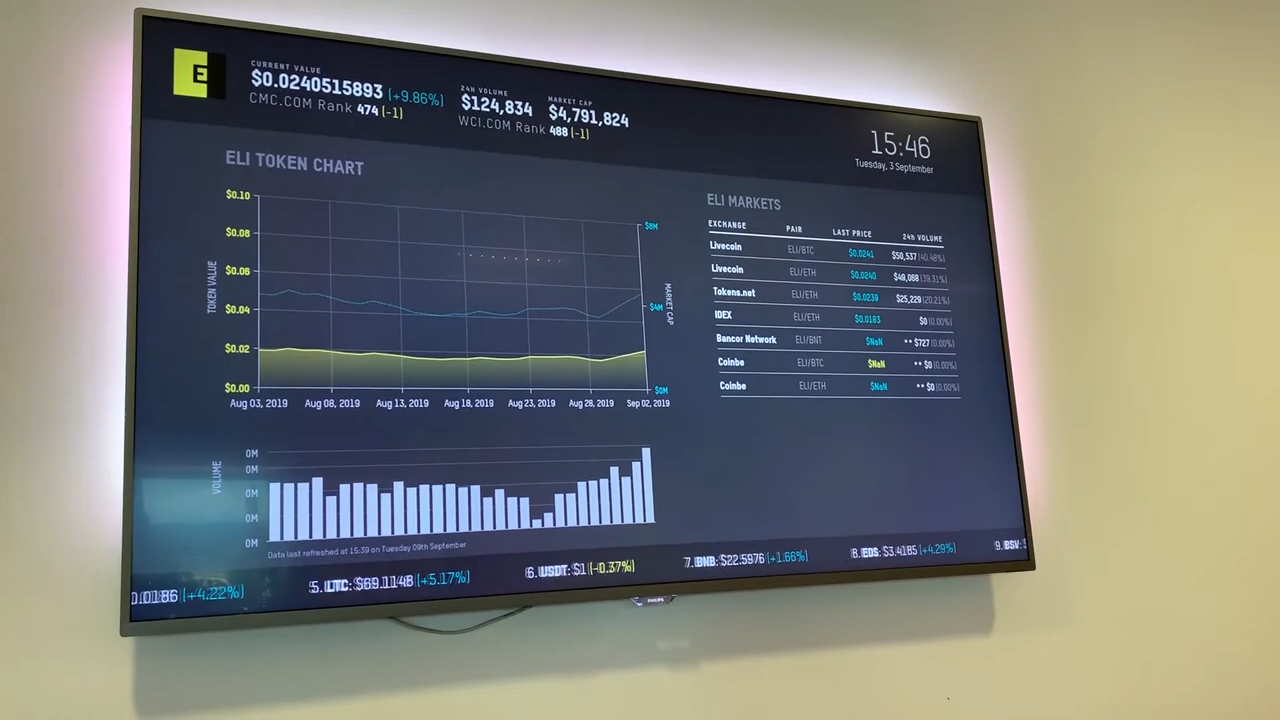 E
CURRENT VALUE
$0.0240515893 (+9.86%)
CMC.COM Rank 474 (-1)
24H VOLUME
$124,834
MARKET CAP
$4,791,824
WCI.COM Rank 488 (-1)
15:46
Tuesday, 3 September
ELI TOKEN CHART
TOKEN VALUE
$0.10
$0.08
$0.06
$0.04
$0.02
$0.00
$8M
$4M
$0M
MARKET CAP
Aug 03, 2019 Aug 08, 2019 Aug 13, 2019 Aug 18, 2019 Aug 23, 2019 Aug 28, 2019 Sep 02, 2019
VOLUME
0M
0M
0M
0M
0M
Data last refreshed at 15:39 on Tuesday 09th September
ELI MARKETS
EXCHANGE PAIR LAST PRICE 24h VOLUME
Livecoin ELI/BTC $0.0241 $50,537 (40.48%)
Livecoin ELI/ETH $0.0240 $49,068 (39.31%)
Tokens.net ELI/ETH $0.0239 $25,229 (20.21%)
IDEX ELI/ETH $0.0183 $0 (0.00%)
Bancor Network ELI/BNT $NaN ** $727 (0.00%)
Coinbe ELI/BTC $NaN ** $0 (0.00%)
Coinbe ELI/ETH $NaN ** $0 (0.00%)
(+4.22%) 5. LTC: $69.1148 (+5.17%) 6. USDT: $1 (-0.37%) 7. BNB: $22.5976 (+1.66%) 8. EOS: $3.4185 (+4.29%) 9. BSV:
PHILIPS